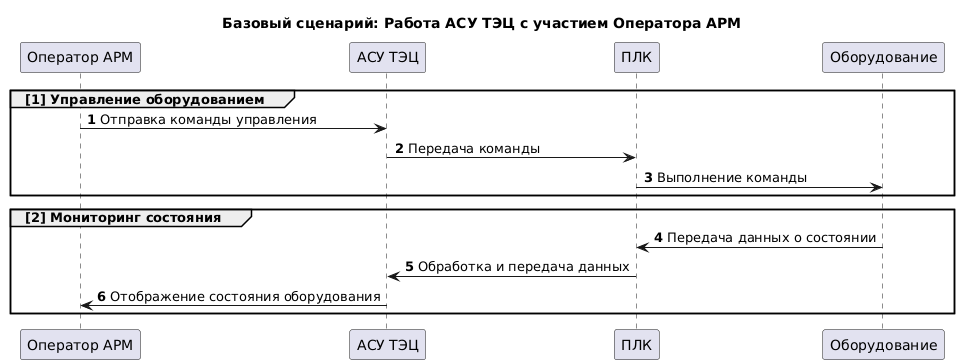 Базовый сценарий: Работа АСУ ТЭЦ с участием Оператора АРМ
Оператор АРМ
АСУ ТЭЦ
ПЛК
Оборудование
[1] Управление оборудованием
1 Отправка команды управления
2 Передача команды
3 Выполнение команды
[2] Мониторинг состояния
4 Передача данных о состоянии
5 Обработка и передача данных
6 Отображение состояния оборудования
Оператор АРМ
АСУ ТЭЦ
ПЛК
Оборудование